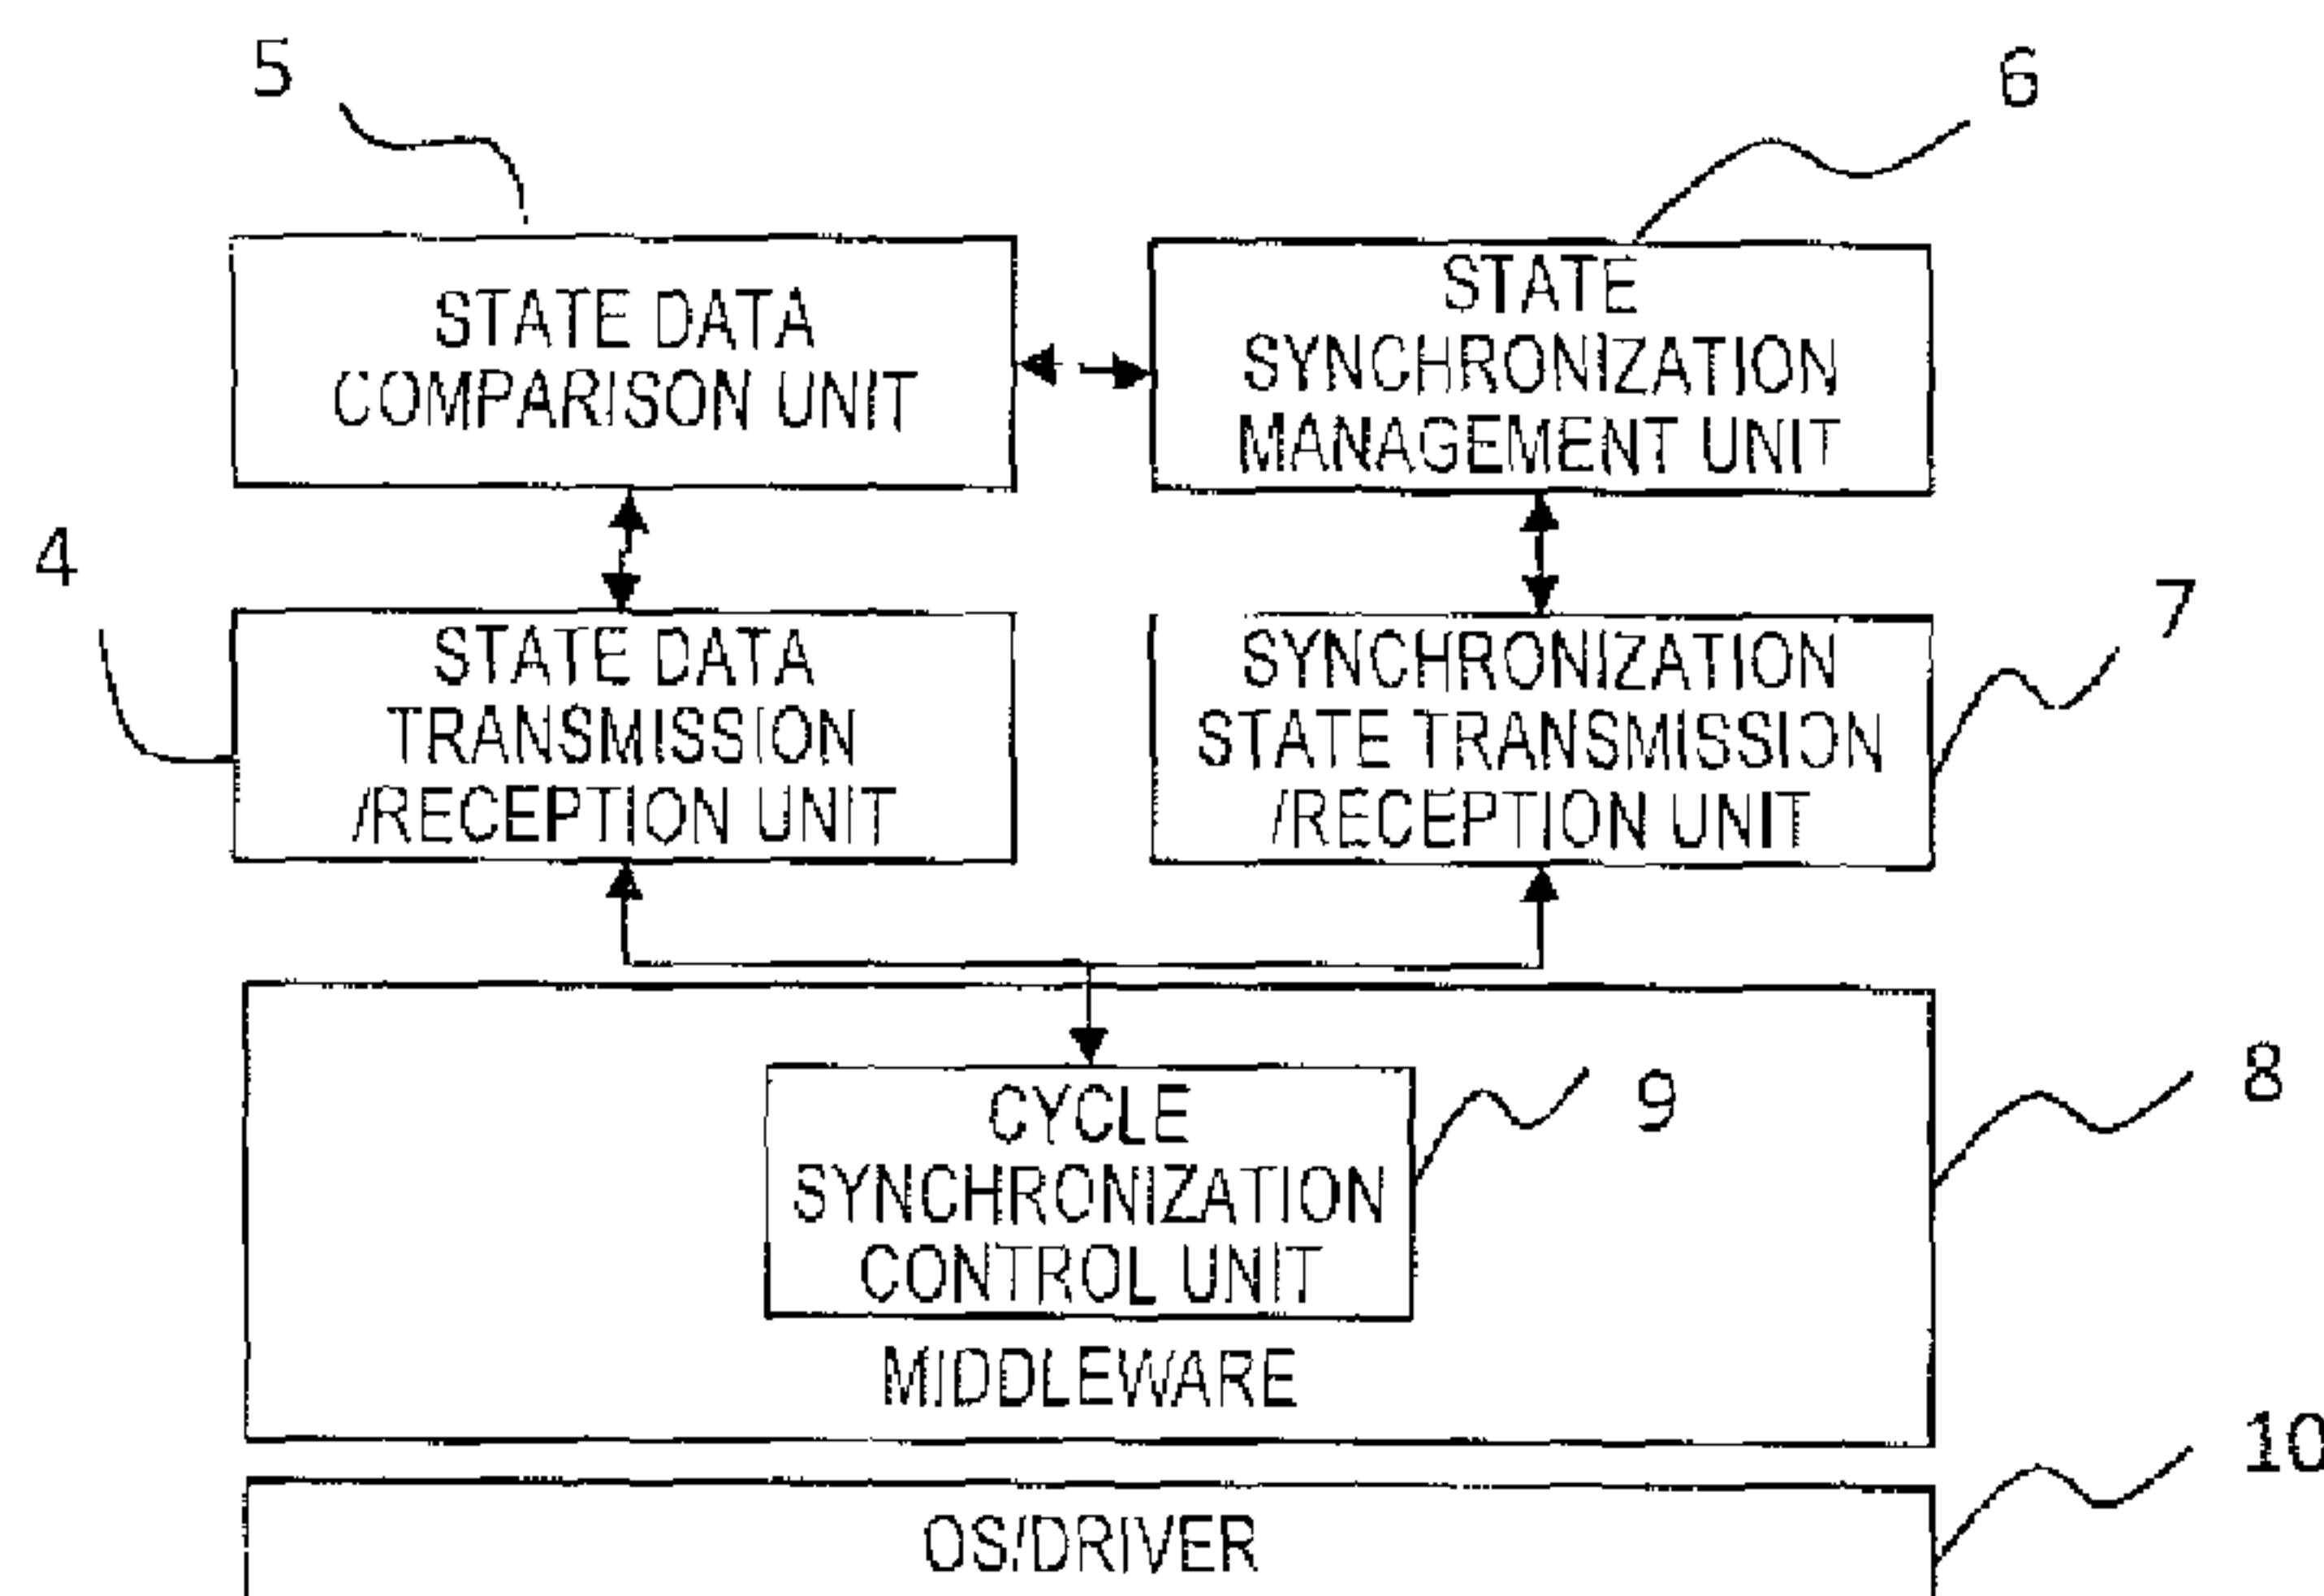 5
6
STATE DATA
COMPARISON UNIT
STATE
SYNCHRONIZATION
MANAGEMENT UNIT
4
7
STATE DATA
TRANSMISSION
/RECEPTION UNIT
SYNCHRONIZATION
STATE TRANSMISSION
/RECEPTION UNIT
8
9
CYCLE
SYNCHRONIZATION
CONTROL UNIT
MIDDLEWARE
10
OS/DRIVER